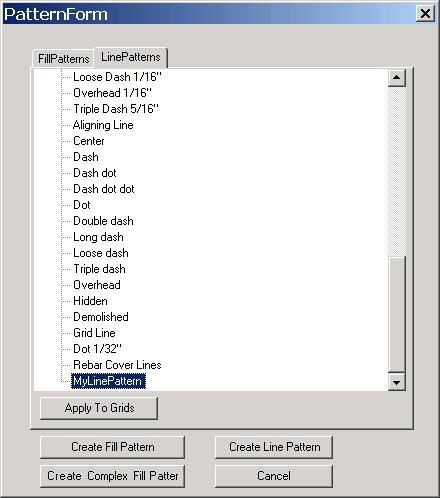 PatternForm
FillPatterns
LinePatterns
Loose Dash 1/16"
Overhead 1/16"
Triple Dash 5/16"
Aligning Line
Center
Dash
Dash dot
Dash dot dot
Dot
Double dash
Long dash
Loose dash
Triple dash
Overhead
Hidden
Demolished
Grid Line
Dot 1/32"
Rebar Cover Lines
MyLinePattern
Apply To Grids
Create Fill Pattern
Create Line Pattern
Create Complex Fill Patter
Cancel